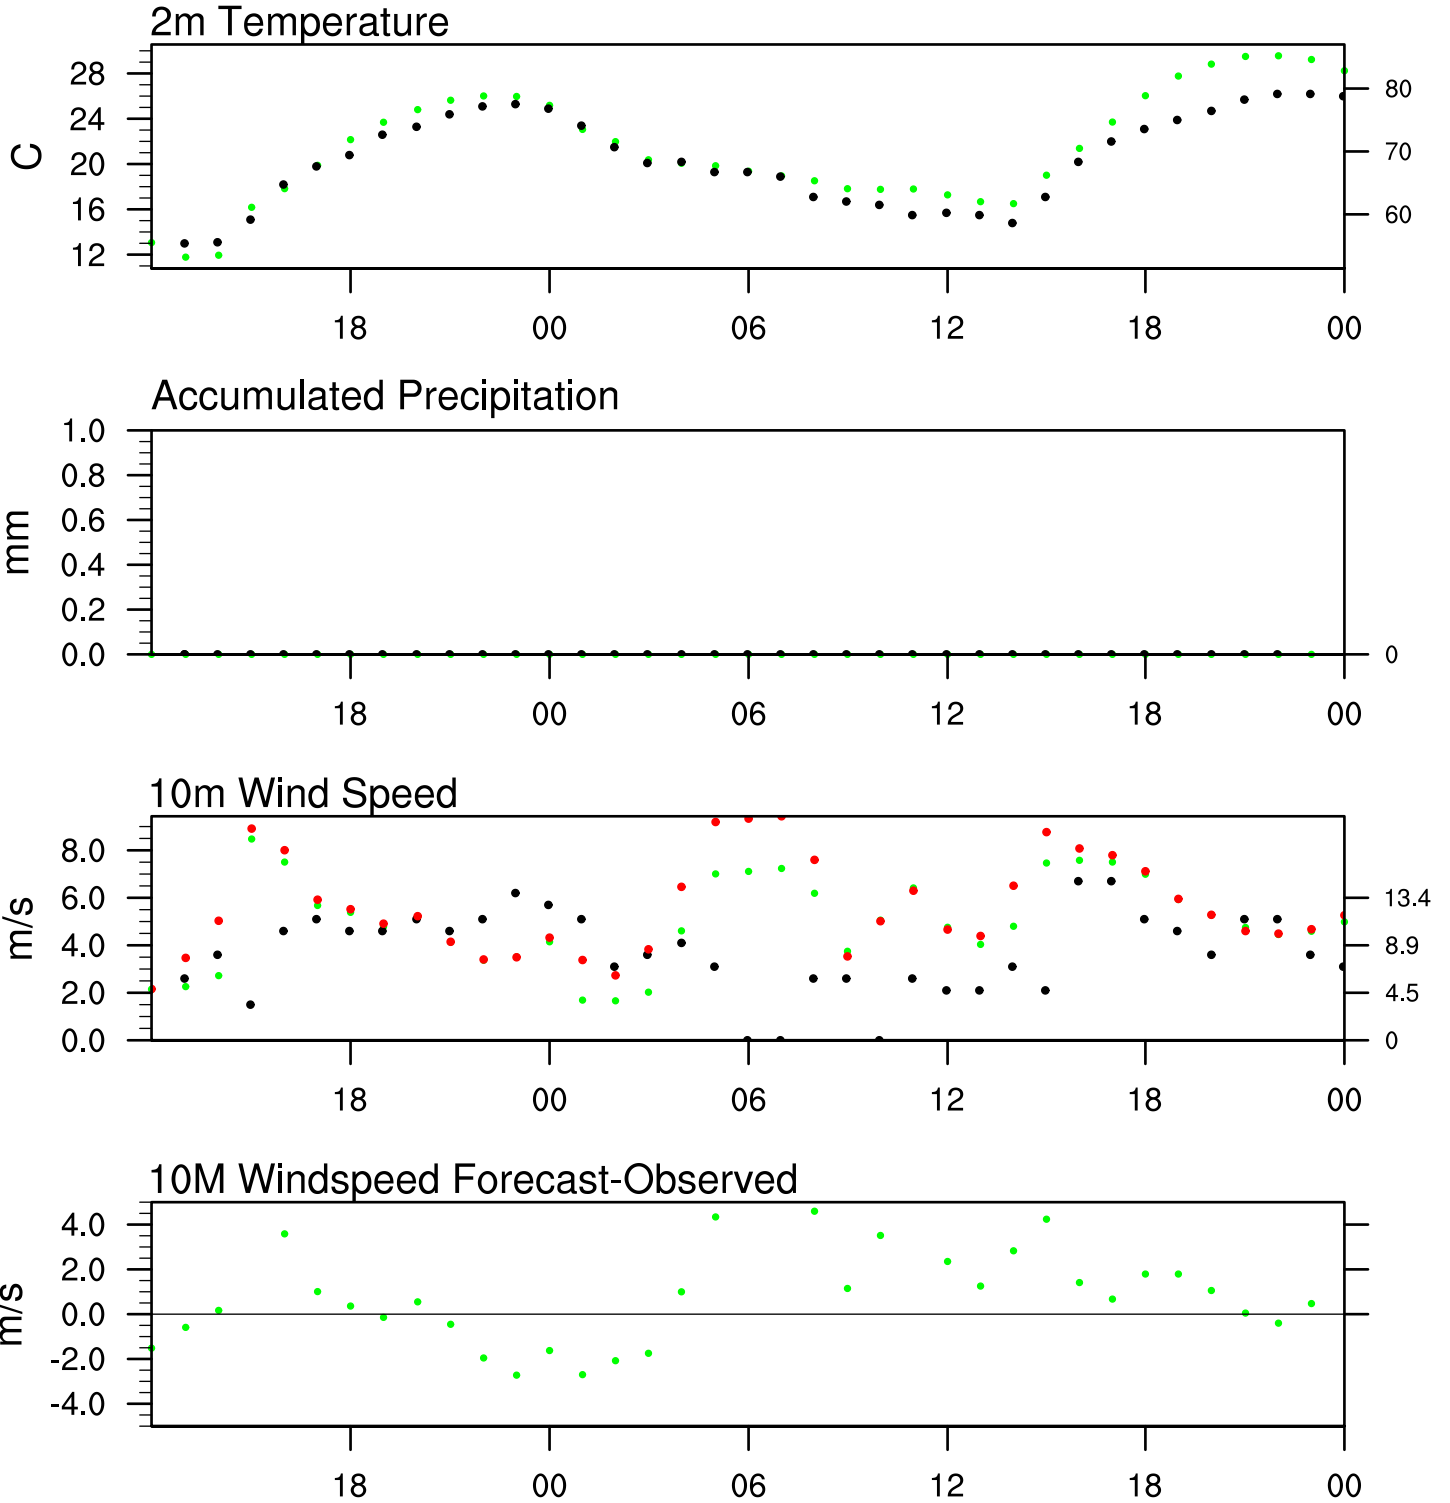 2m Temperature
28
24
20
16
12
C
80
70
60
18 00 06 12 18 00
Accumulated Precipitation
1.0
0.8
0.6
0.4
0.2
0.0
mm
0
18 00 06 12 18 00
10m Wind Speed
8.0
6.0
4.0
2.0
0.0
m/s
13.4
8.9
4.5
0
18 00 06 12 18 00
10M Windspeed Forecast-Observed
4.0
2.0
0.0
-2.0
-4.0
m/s
18 00 06 12 18 00